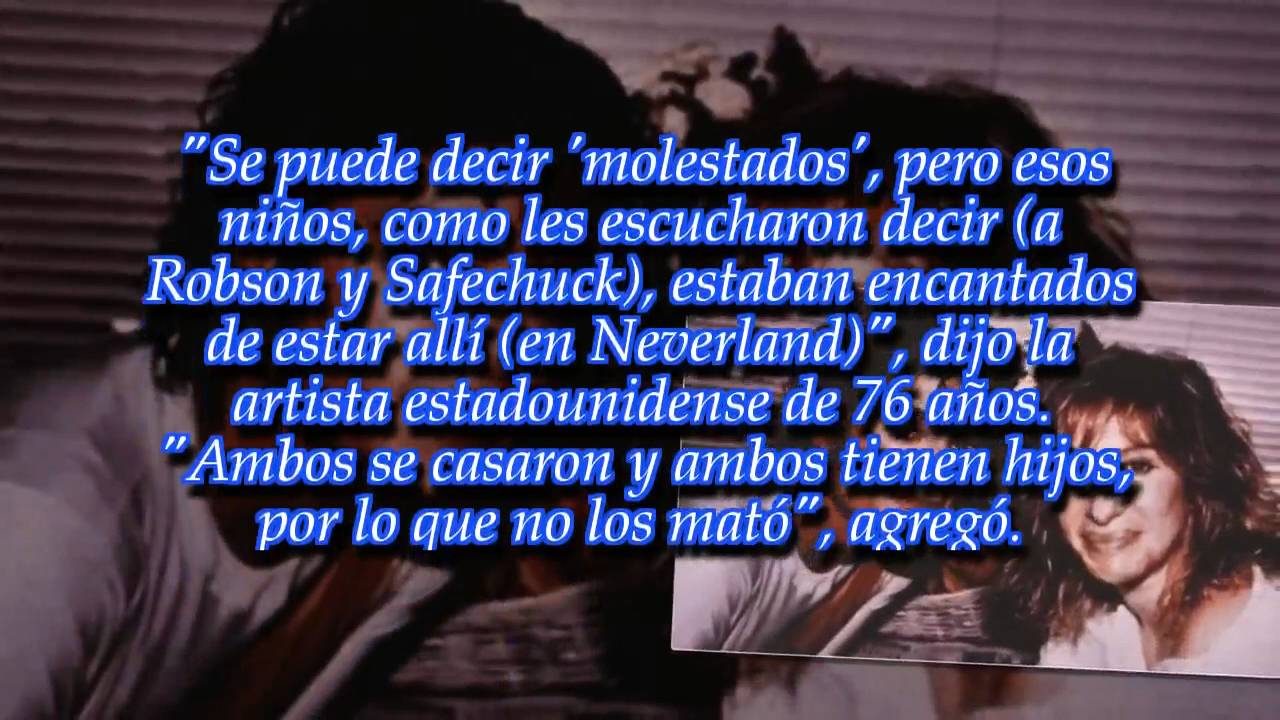 "Se puede decir 'molestados', pero esos
niños, como les escucharon decir (a
Robson y Safechuck), estaban encantados
de estar allí (en Neverland)", dijo la
artista estadounidense de 76 años.
"Ambos se casaron y ambos tienen hijos,
por lo que no los mató", agregó.